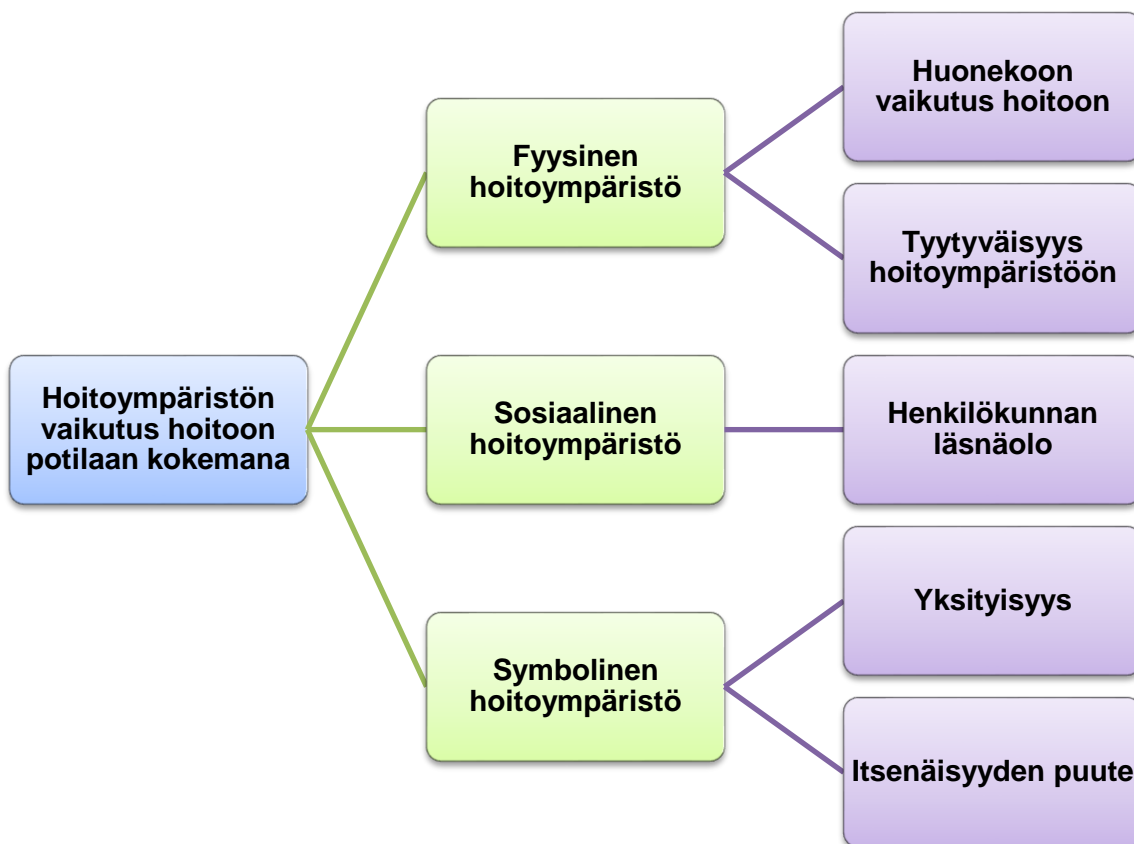 Hoitoympäristön
vaikutus hoitoon
potilaan kokemana
Fyysinen
hoitoympäristö
Huonekoon
vaikutus hoitoon
Tyytyväisyys
hoitoympäristöön
Sosiaalinen
hoitoympäristö
Henkilökunnan
läsnäolo
Symbolinen
hoitoympäristö
Yksityisyys
Itsenäisyyden puute